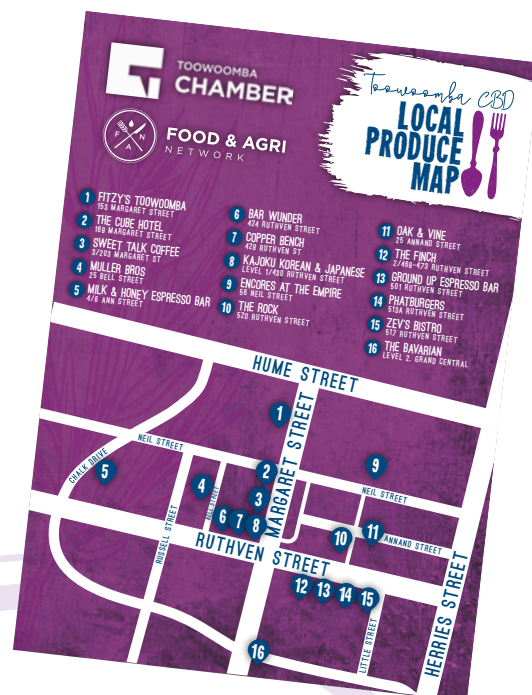 TOOWOOMBA
CHAMBER
F A N
FOOD & AGRI
NETWORK
Toowoomba CBD
LOCAL
PRODUCE
MAP
1 FITZY'S TOOWOOMBA
153 MARGARET STREET
2 THE CUBE HOTEL
169 MARGARET STREET
3 SWEET TALK COFFEE
3/203 MARGARET ST
4 MULLER BROS
25 BELL STREET
5 MILK & HONEY ESPRESSO BAR
4/6 ANN STREET
6 BAR WUNDER
424 RUTHVEN STREET
7 COPPER BENCH
428 RUTHVEN ST
8 KAJOKU KOREAN & JAPANESE
LEVEL 1/430 RUTHVEN STREET
9 ENCORES AT THE EMPIRE
56 NEIL STREET
10 THE ROCK
520 RUTHVEN STREET
11 OAK & VINE
25 ANNAND STREET
12 THE FINCH
2/469-473 RUTHVEN STREET
13 GROUND UP ESPRESSO BAR
501 RUTHVEN STREET
14 PHATBURGERS
513A RUTHVEN STREET
15 ZEV'S BISTRO
517 RUTHVEN STREET
16 THE BAVARIAN
LEVEL 2, GRAND CENTRAL
HUME STREET
1
MARGARET STREET
NEIL STREET
CHALK DRIVE
5
2
9
4
3
NEIL STREET
BELL STREET
6 7 8
RUSSELL STREET
10
11
ANNAND STREET
RUTHVEN STREET
12 13 14 15
HERRIES STREET
LITTLE STREET
16